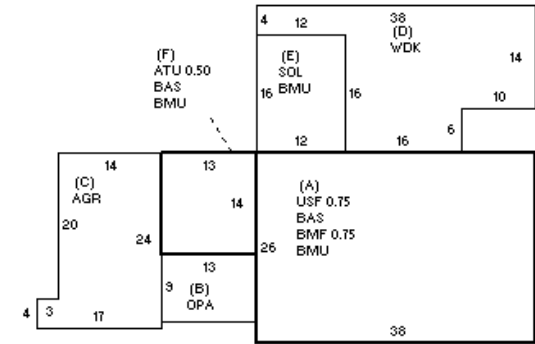 4 12 38
(D)
WDK
14
(F)
ATU 0.50
BAS
BMU
(E)
SOL
BMU
16 16
10
6
12 16
14
(C)
AGR
20
24
4 3
17
13
14
13
9
(B)
OPA
(A)
USF 0.75
BAS
BMF 0.75
BMU
26
38